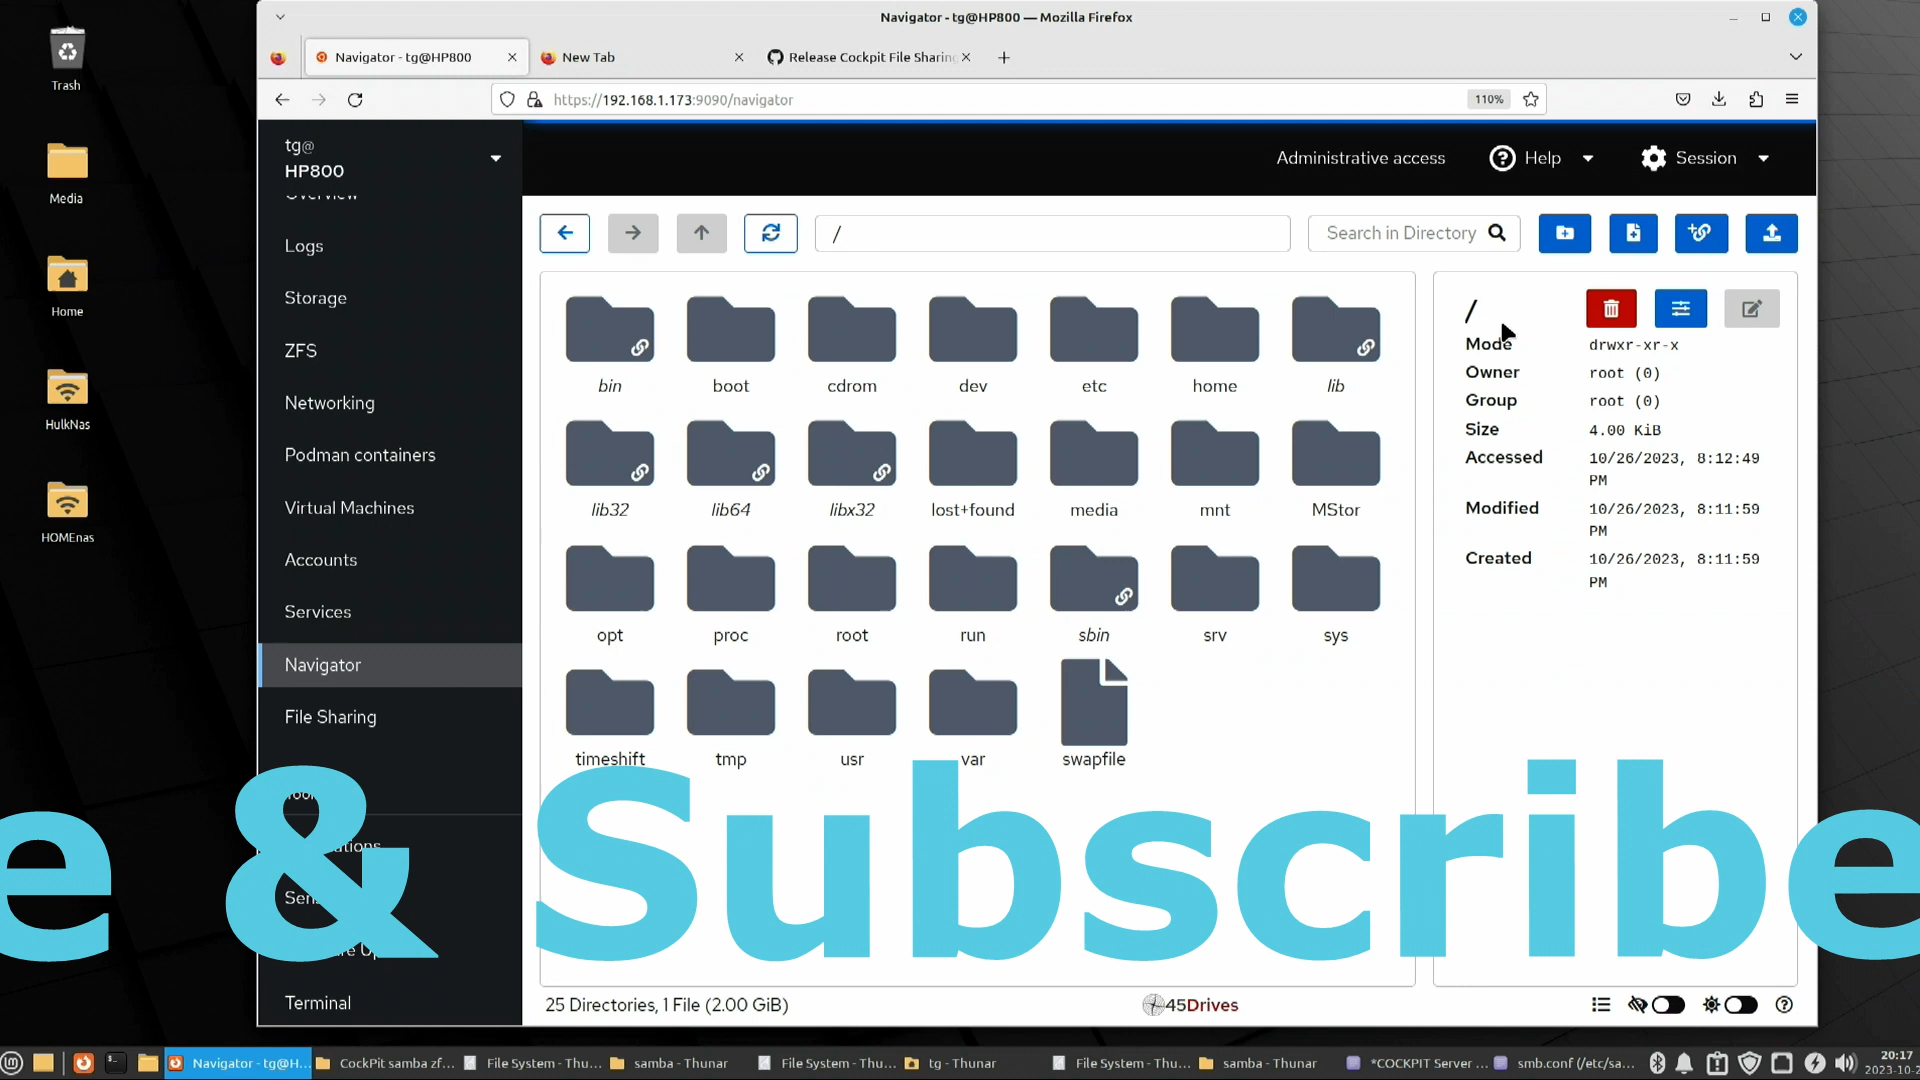 Navigator - tg@HP800 — Mozilla Firefox
Navigator - tg@HP800
New Tab
Release Cockpit File Sharing
https://192.168.1.173:9090/navigator
110%
tg@
HP800
Administrative access
Help
Session
Overview
Logs
Storage
ZFS
Networking
Podman containers
Virtual Machines
Accounts
Services
Navigator
File Sharing
Terminal
/
Search in Directory
bin
boot
cdrom
dev
etc
home
lib
lib32
lib64
libx32
lost+found
media
mnt
MStor
opt
proc
root
run
sbin
srv
sys
timeshift
tmp
usr
var
swapfile
/
Mode drwxr-xr-x
Owner root (0)
Group root (0)
Size 4.00 KiB
Accessed 10/26/2023, 8:12:49
PM
Modified 10/26/2023, 8:11:59
PM
Created 10/26/2023, 8:11:59
PM
25 Directories, 1 File (2.00 GiB)
45Drives
Trash
Media
Home
HulkNas
HOMEnas
e & Subscribe
Navigator - tg@H...
CockPit samba zf...
File System - Thu...
samba - Thunar
File System - Thu...
tg - Thunar
File System - Thu...
samba - Thunar
*COCKPIT Server ...
smb.conf (/etc/sa...
20:17
2023-10-2